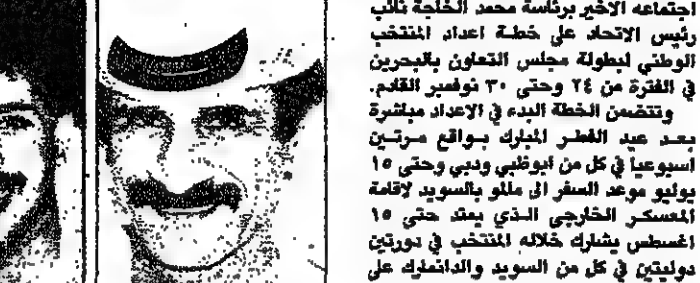 اجتماعه الاخير برئاسة محمد الخلجة نائب
رئيس الاتحاد على خطة اعداد المنتخب
الوطني لبطولة مجلس التعاون بالبحرين
في الفترة من ٢٤ وحتى ٣٠ نوفمبر القادم.
وتتضمن الخطة البدء في الاعداد مباشرة
بعد عيد الفطر المبارك بواقع مرتين
اسبوعيا في كل من ابوظبي ودبي وحتى ١٥
يوليو موعد السفر الى مالمو بالسويد لاقامة
المعسكر الخارجي الذي يمتد حتى ١٥
اغسطس يشارك خلاله المنتخب في دورتين
دوليتين في كل من السويد والدانمارك على